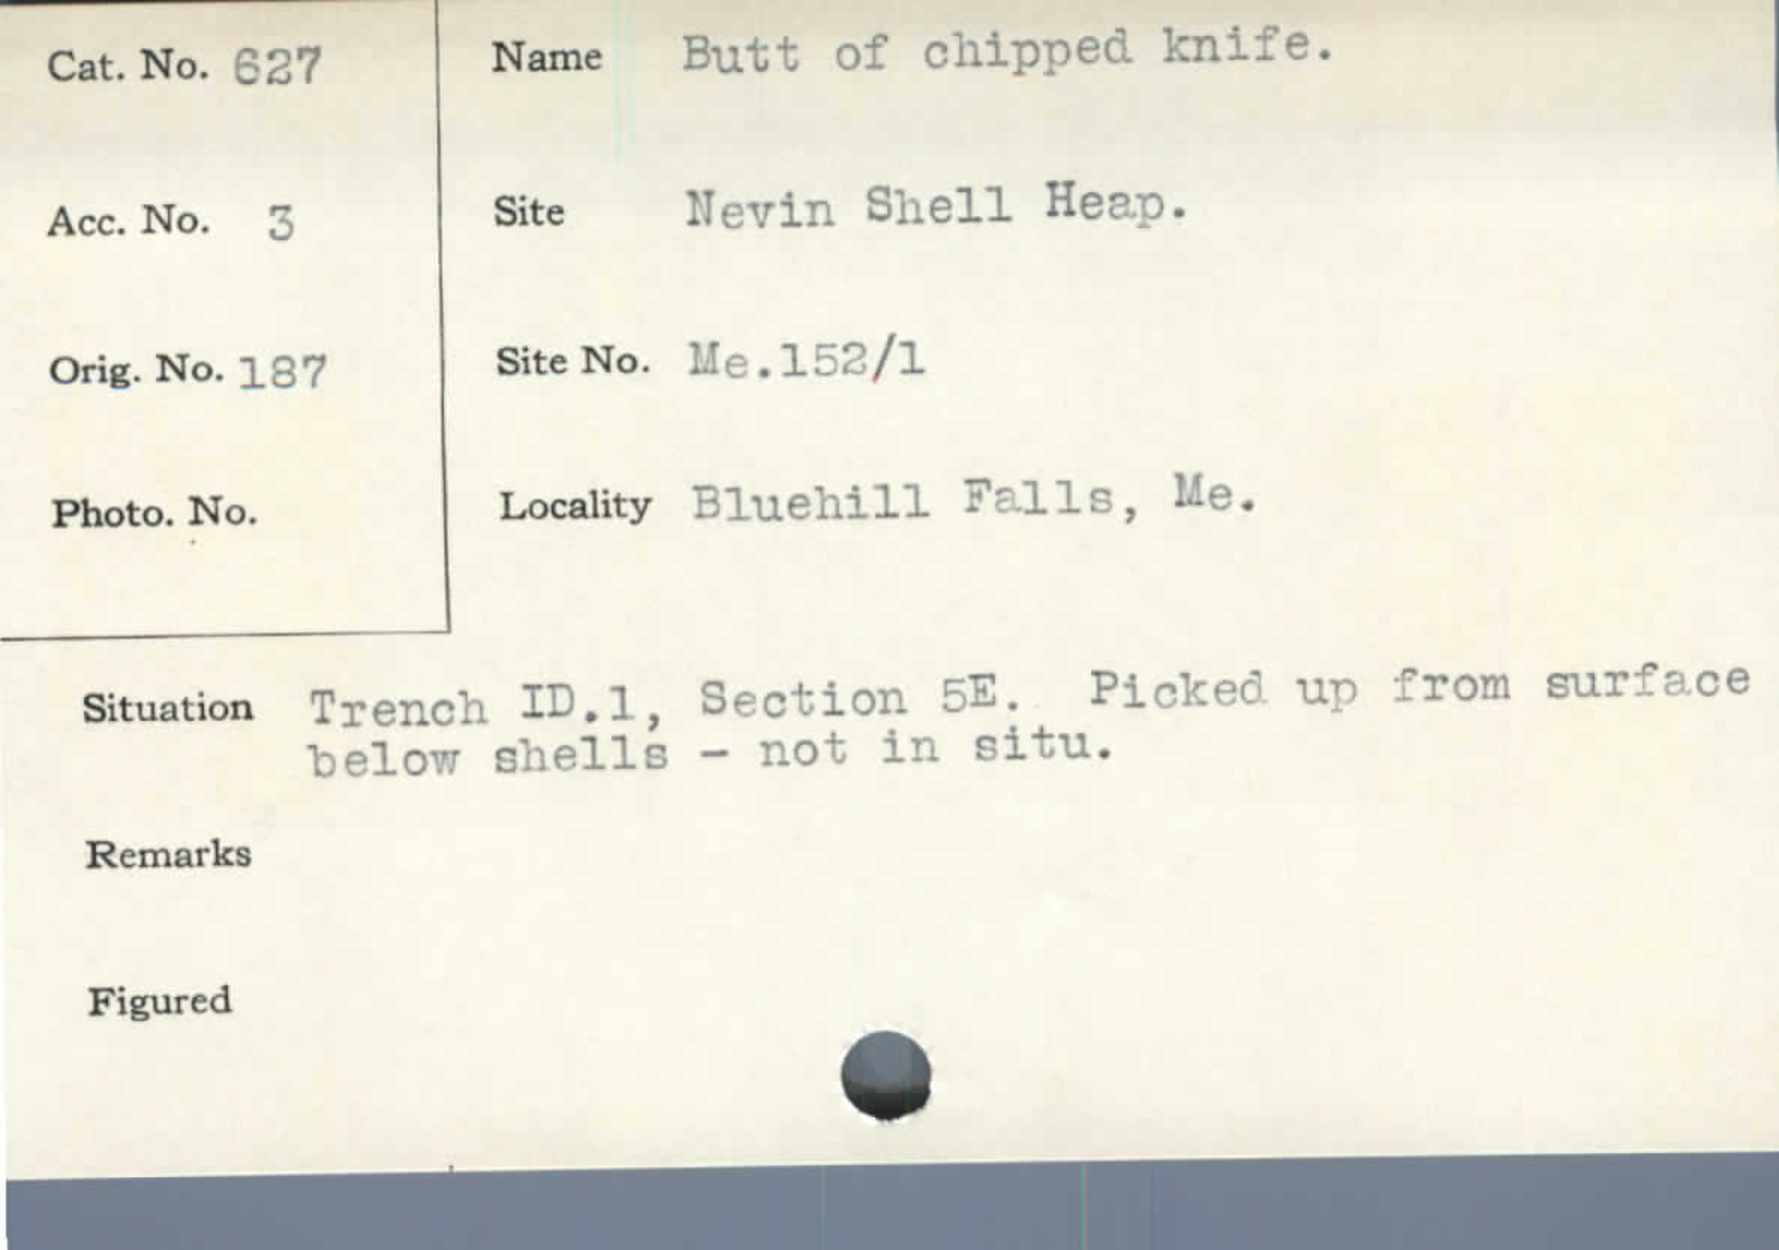 Cat. No. 627
Name Butt of chipped knife.
Acc. No. 3
Site Nevin Shell Heap.
Orig. No. 187
Site No. Me.152/1
Photo. No.
Locality Bluehill Falls, Me.
Situation Trench ID.1, Section 5E. Picked up from surface
below shells - not in situ.
Remarks
Figured